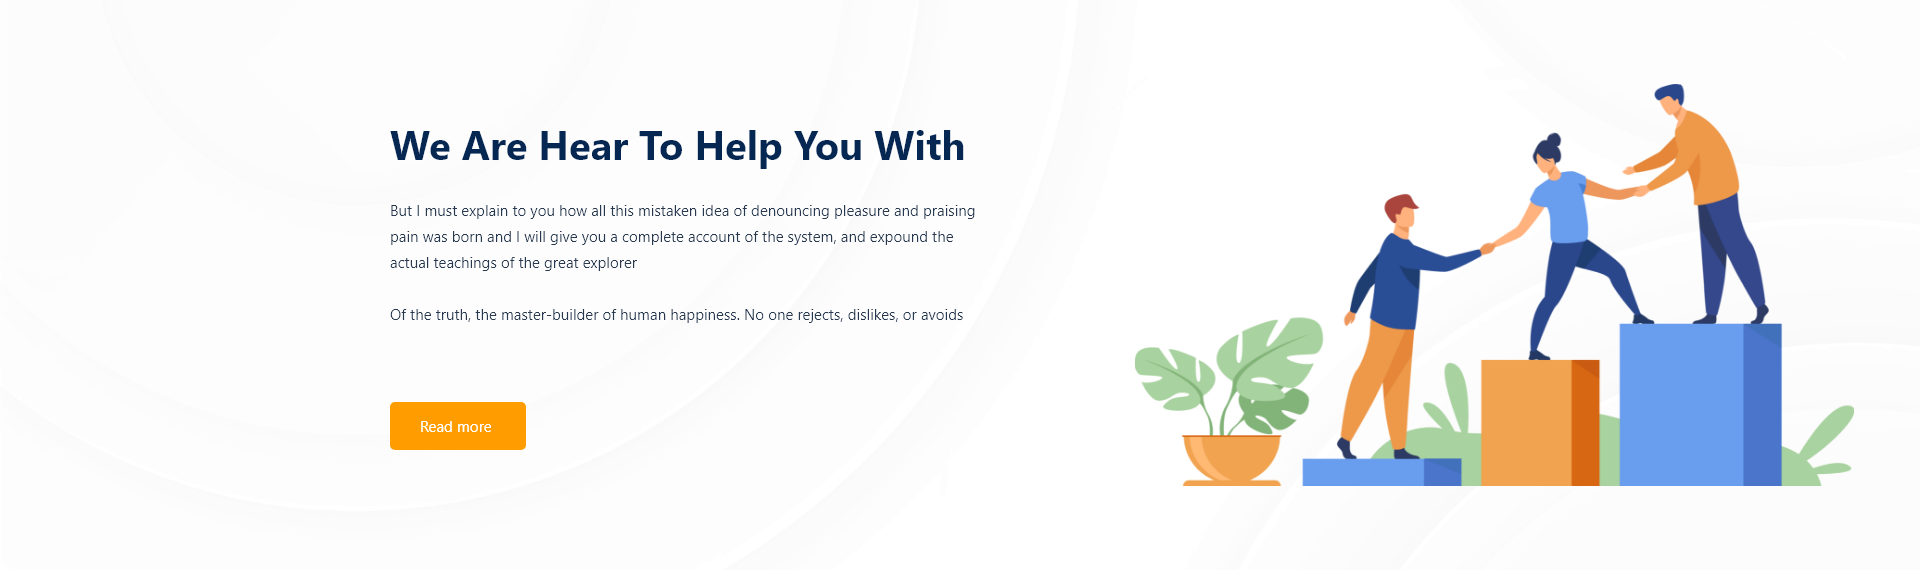 We Are Hear To Help You With
But I must explain to you how all this mistaken idea of denouncing pleasure and praising
pain was born and I will give you a complete account of the system, and expound the
actual teachings of the great explorer
Of the truth, the master-builder of human happiness. No one rejects, dislikes, or avoids
Read more